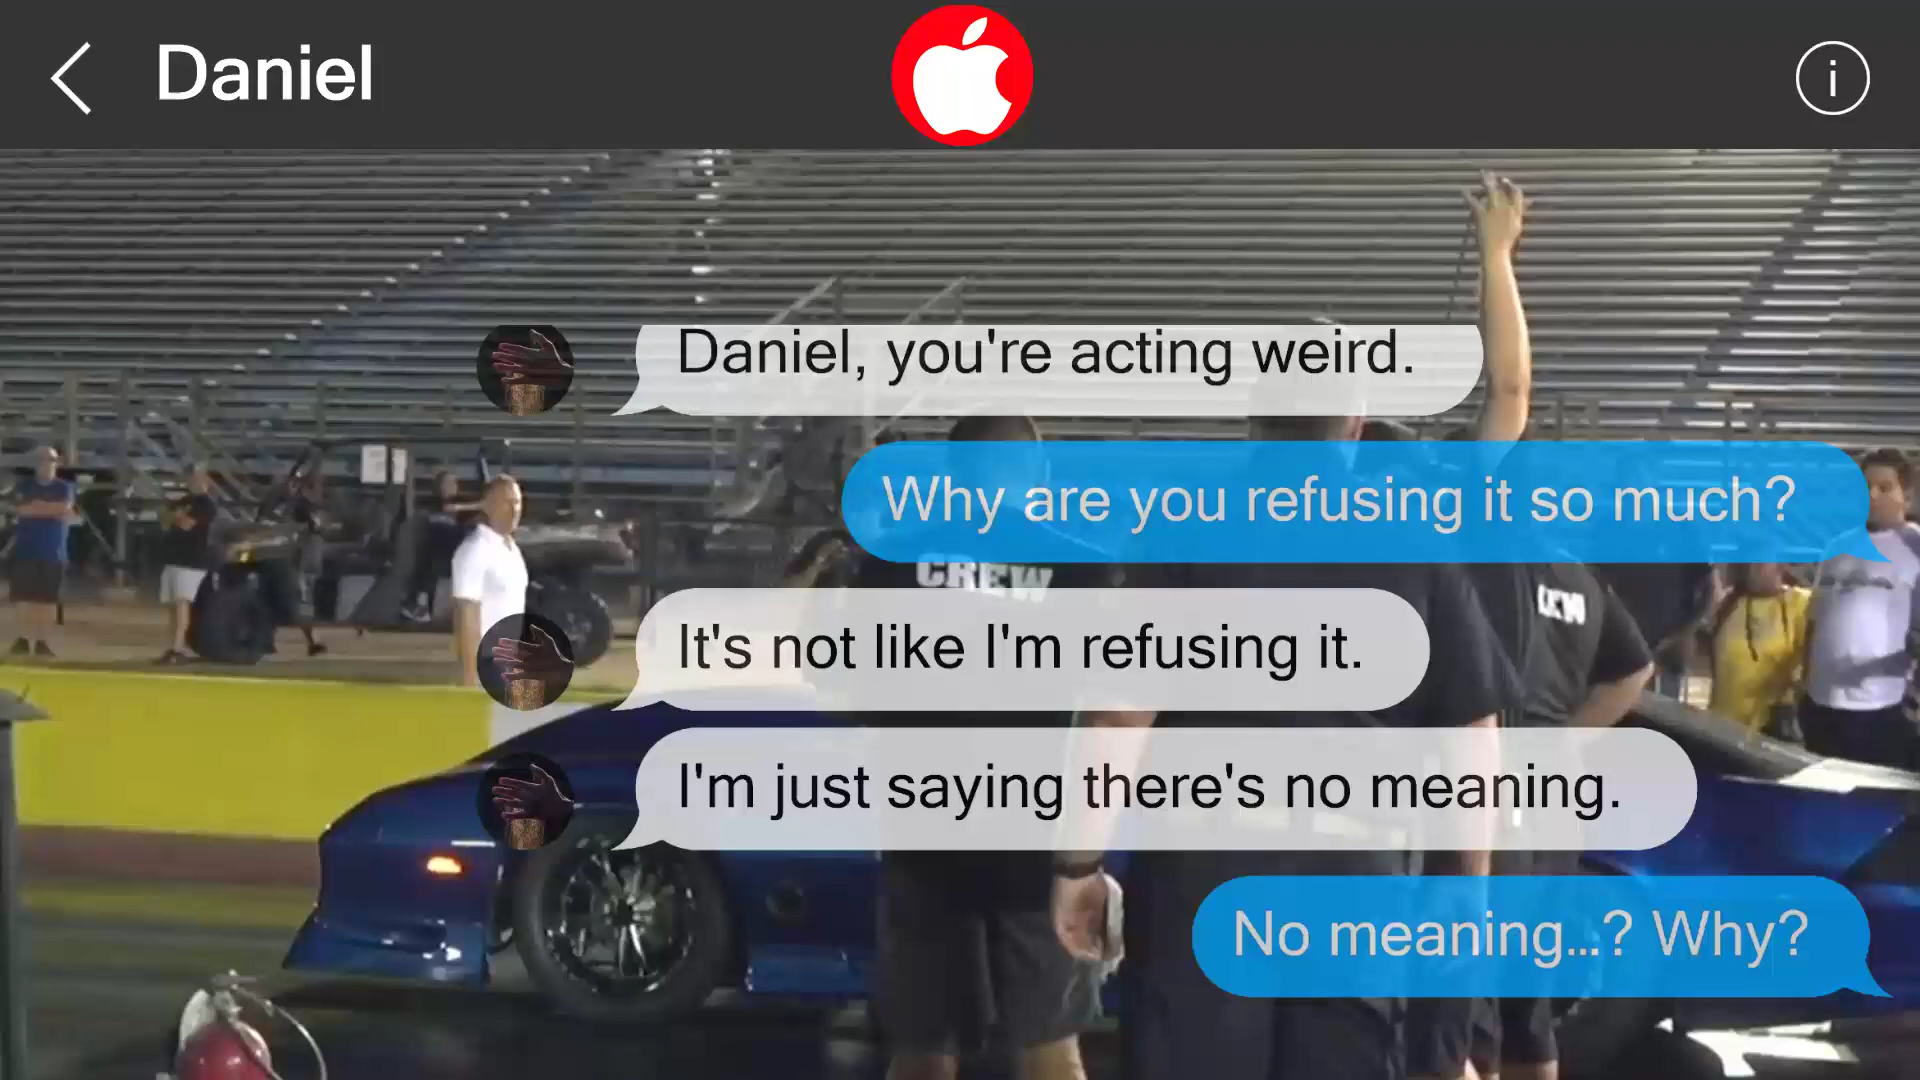 Daniel
Daniel, you're acting weird.
Why are you refusing it so much?
CREW
It's not like I'm refusing it.
I'm just saying there's no meaning.
No meaning...? Why?